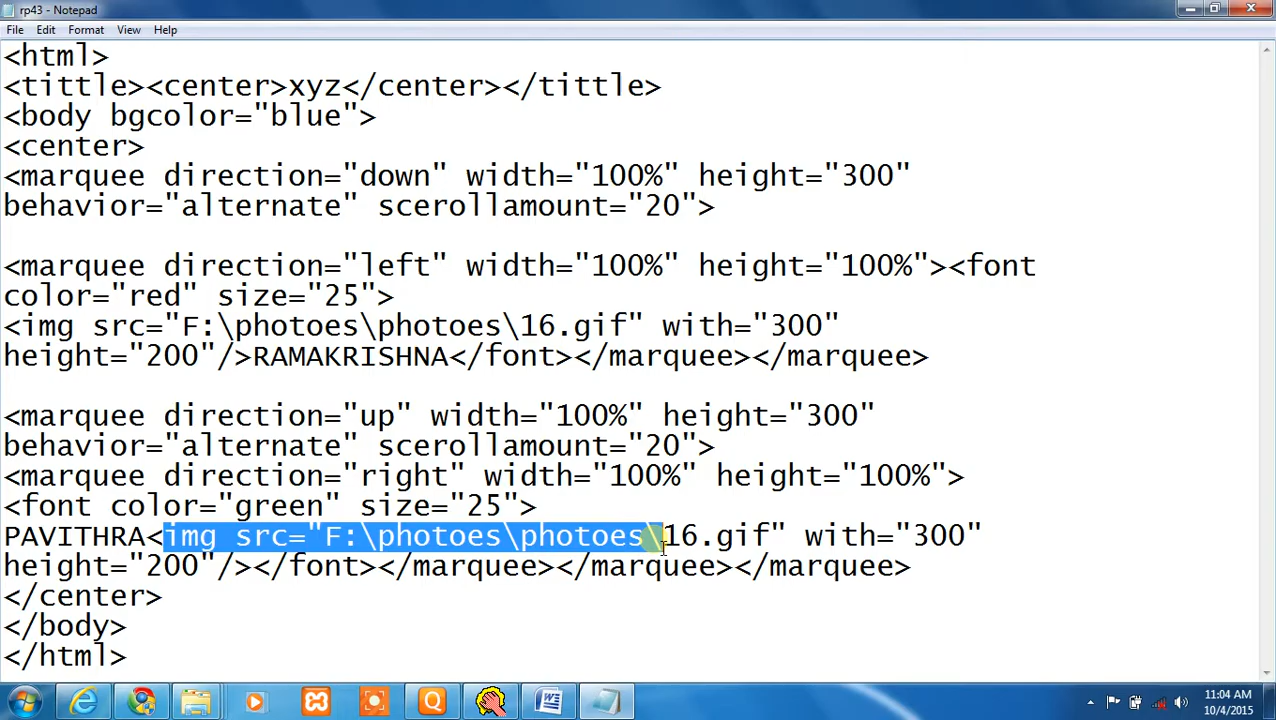 rp43 - Notepad
File Edit Format View Help
<html>
<tittle><center>xyz</center></tittle>
<body bgcolor="blue">
<center>
<marquee direction="down" width="100%" height="300"
behavior="alternate" scerollamount="20">
<marquee direction="left" width="100%" height="100%"><font
color="red" size="25">
<img src="F:\photoes\photoes\16.gif" with="300"
height="200"/>RAMAKRISHNA</font></marquee></marquee>
<marquee direction="up" width="100%" height="300"
behavior="alternate" scerollamount="20">
<marquee direction="right" width="100%" height="100%">
<font color="green" size="25">
PAVITHRA<img src="F:\photoes\photoes\16.gif" with="300"
height="200"/></font></marquee></marquee></marquee>
</center>
</body>
</html>
11:04 AM
10/4/2015